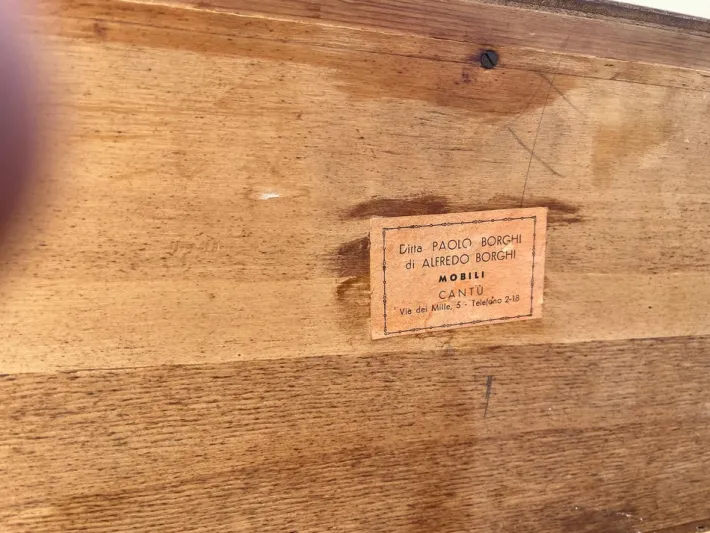 Ditta PAOLO BORGHI
di ALFREDO BORGHI
MOBILI
CANTÙ
Via dei Mille, 5 - Telefono 2-18